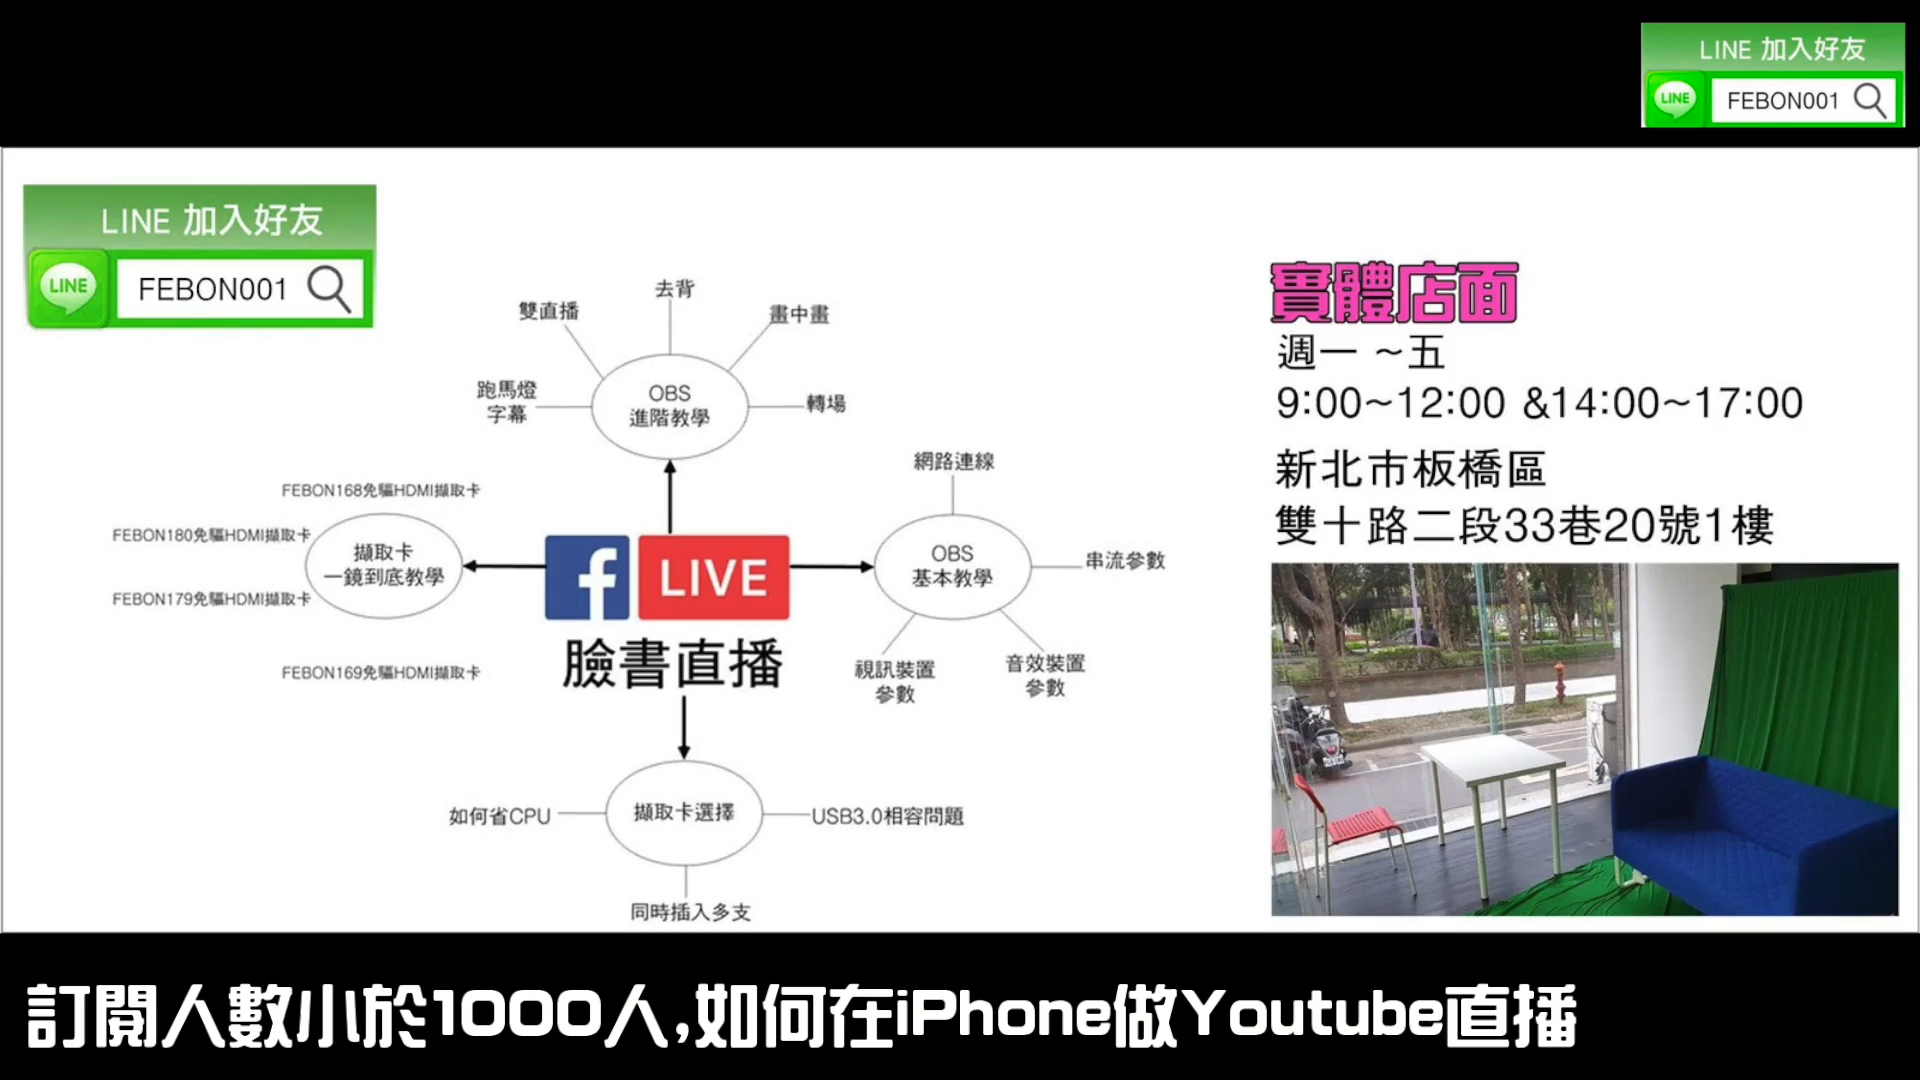 LINE 加入好友
LINE
FEBON001
LINE 加入好友
LINE
FEBON001
去背
雙直播
畫中畫
跑馬燈
字幕
OBS
進階教學
轉場
網路連線
FEBON168免驅HDMI擷取卡
FEBON180免驅HDMI擷取卡
擷取卡
一鏡到底教學
FEBON179免驅HDMI擷取卡
FEBON169免驅HDMI擷取卡
f
LIVE
臉書直播
OBS
基本教學
串流參數
視訊裝置
參數
音效裝置
參數
如何省CPU
擷取卡選擇
USB3.0相容問題
同時插入多支
實體店面
週一 ~五
9:00~12:00 &14:00~17:00
新北市板橋區
雙十路二段33巷20號1樓
訂閱人數小於1000人,如何在iPhone做Youtube直播